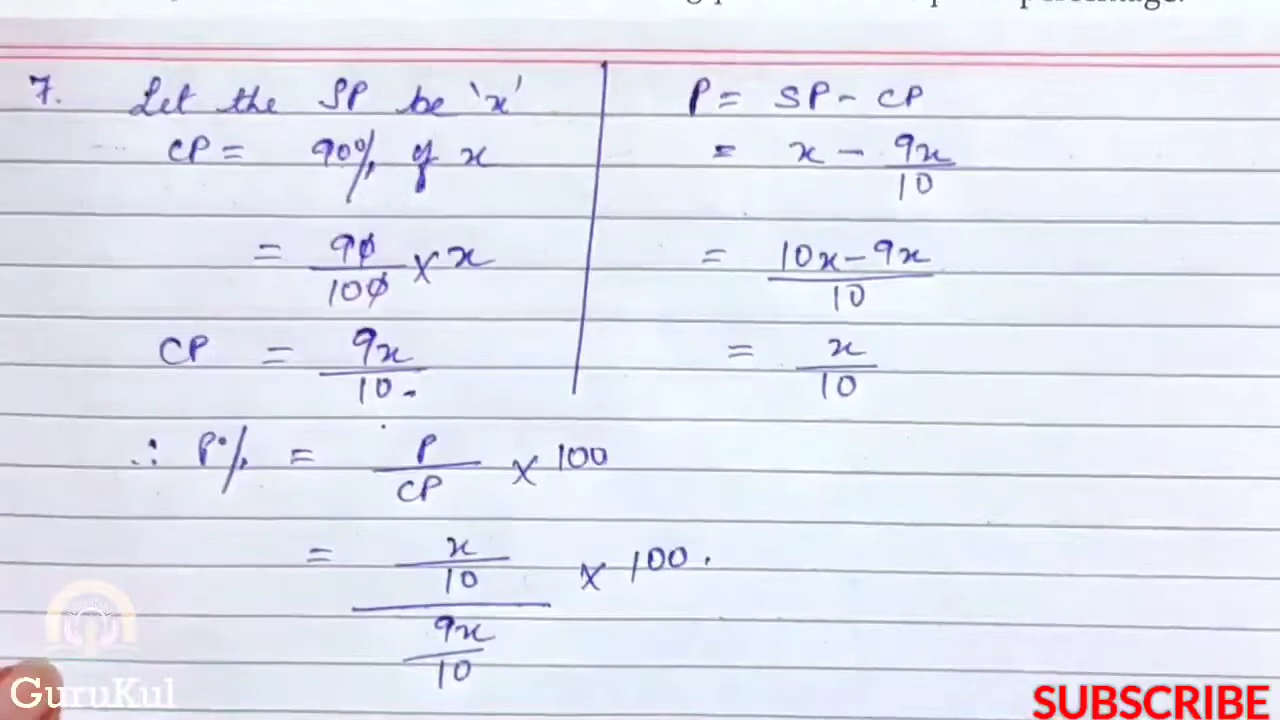 percentage.
7. Let the SP be 'x'
CP = 90% of x
= 90/100 × x
CP = 9x/10.
P = SP - CP
= x - 9x/10
= 10x-9x/10
= x/10
∴ P% = P/CP × 100
= x/10 / 9x/10 × 100.
GuruKul
SUBSCRIBE